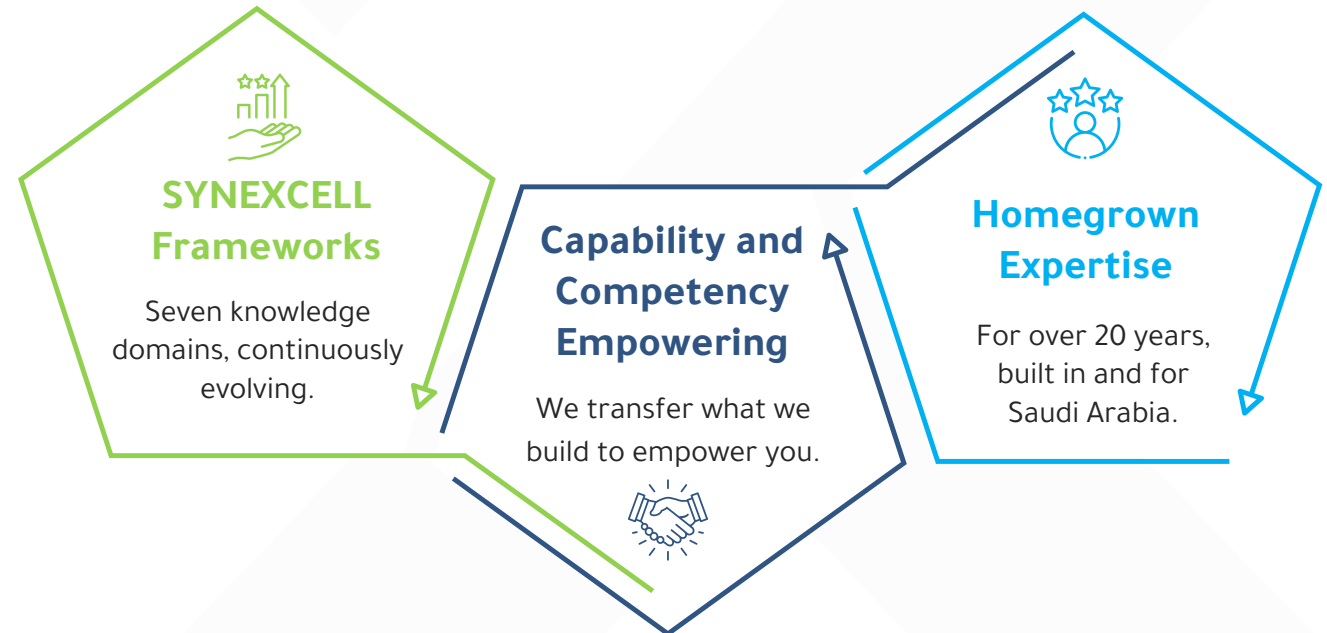 SYNEXCELL
Frameworks
Seven knowledge
domains, continuously
evolving.
Capability and
Competency
Empowering
We transfer what we
build to empower you.
Homegrown
Expertise
For over 20 years,
built in and for
Saudi Arabia.